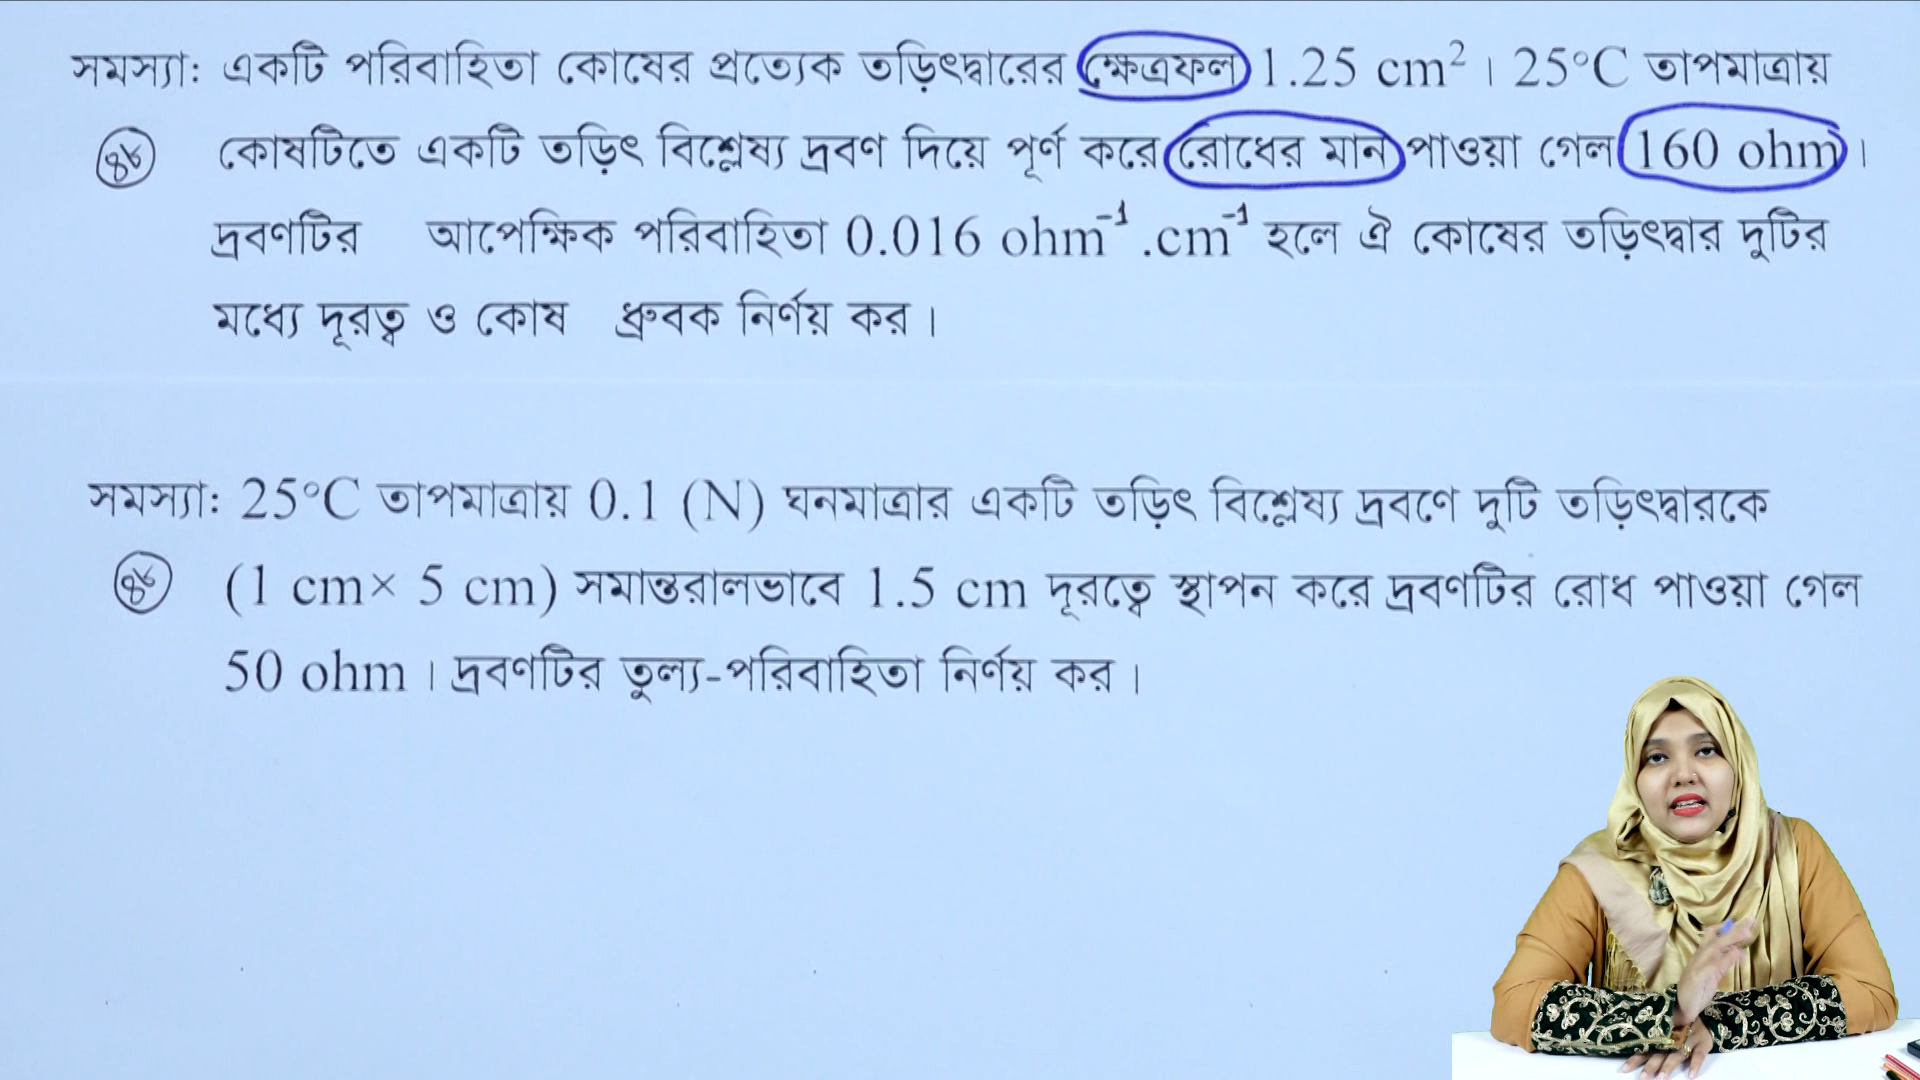 সমস্যা: একটি পরিবাহিতা কোষের প্রত্যেক তড়িৎদ্বারের ক্ষেত্রফল 1.25 cm²। 25°C তাপমাত্রায়
কোষটিতে একটি তড়িৎ বিশ্লেষ্য দ্রবণ দিয়ে পূর্ণ করে রোধের মান পাওয়া গেল 160 ohm।
দ্রবণটির আপেক্ষিক পরিবাহিতা 0.016 ohm⁻¹.cm⁻¹ হলে ঐ কোষের তড়িৎদ্বার দুটির
মধ্যে দূরত্ব ও কোষ ধ্রুবক নির্ণয় কর।
সমস্যা: 25°C তাপমাত্রায় 0.1 (N) ঘনমাত্রার একটি তড়িৎ বিশ্লেষ্য দ্রবণে দুটি তড়িৎদ্বারকে
(1 cm× 5 cm) সমান্তরালভাবে 1.5 cm দূরত্বে স্থাপন করে দ্রবণটির রোধ পাওয়া গেল
50 ohm। দ্রবণটির তুল্য-পরিবাহিতা নির্ণয় কর।